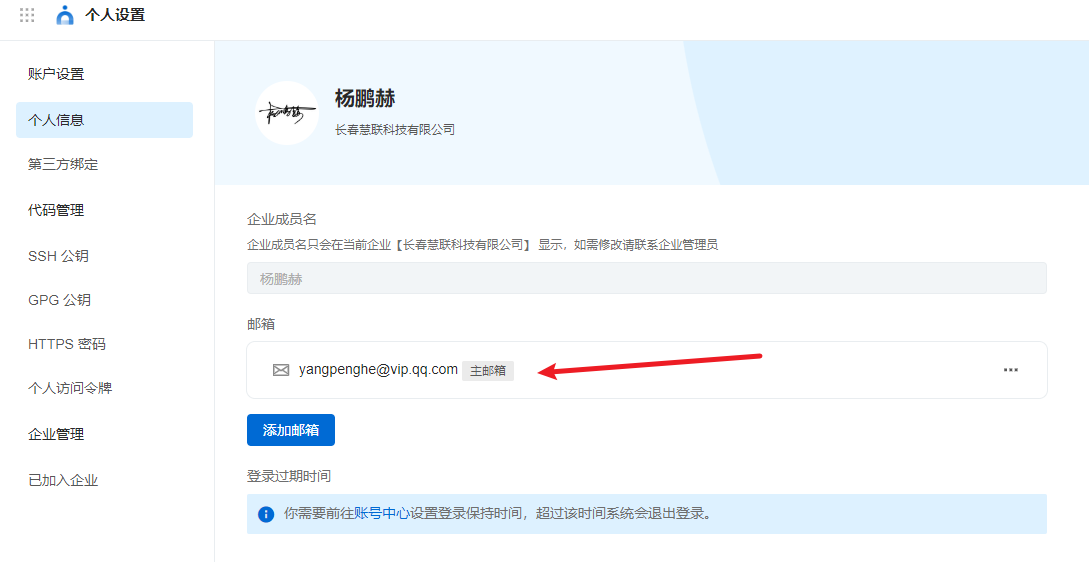 个人设置
账户设置
个人信息
第三方绑定
代码管理
SSH 公钥
GPG 公钥
HTTPS 密码
个人访问令牌
企业管理
已加入企业
杨鹏赫
长春慧联科技有限公司
企业成员名
企业成员名只会在当前企业【长春慧联科技有限公司】 显示，如需修改请联系企业管理员
杨鹏赫
邮箱
yangpenghe@vip.qq.com 主邮箱
添加邮箱
登录过期时间
你需要前往账号中心设置登录保持时间，超过该时间系统会退出登录。